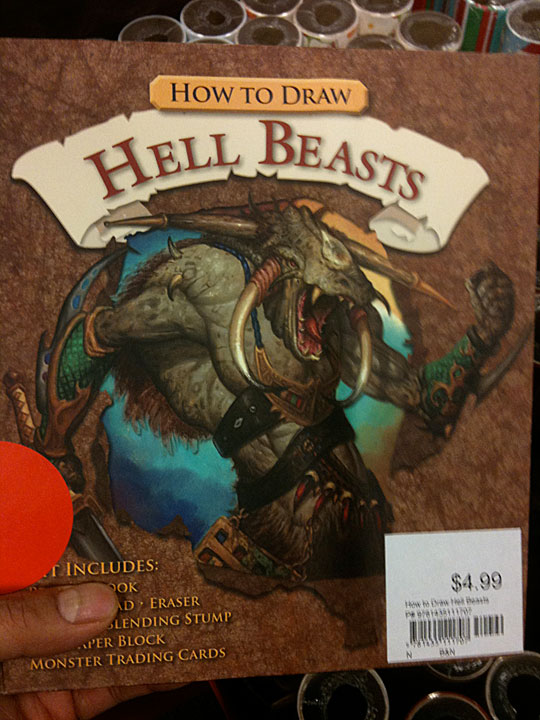 HOW TO DRAW
HELL BEASTS
T INCLUDES:
OOK
AD • ERASER
BLENDING STUMP
PER BLOCK
MONSTER TRADING CARDS
$4.99
How to Draw Hell Beasts
N BAN